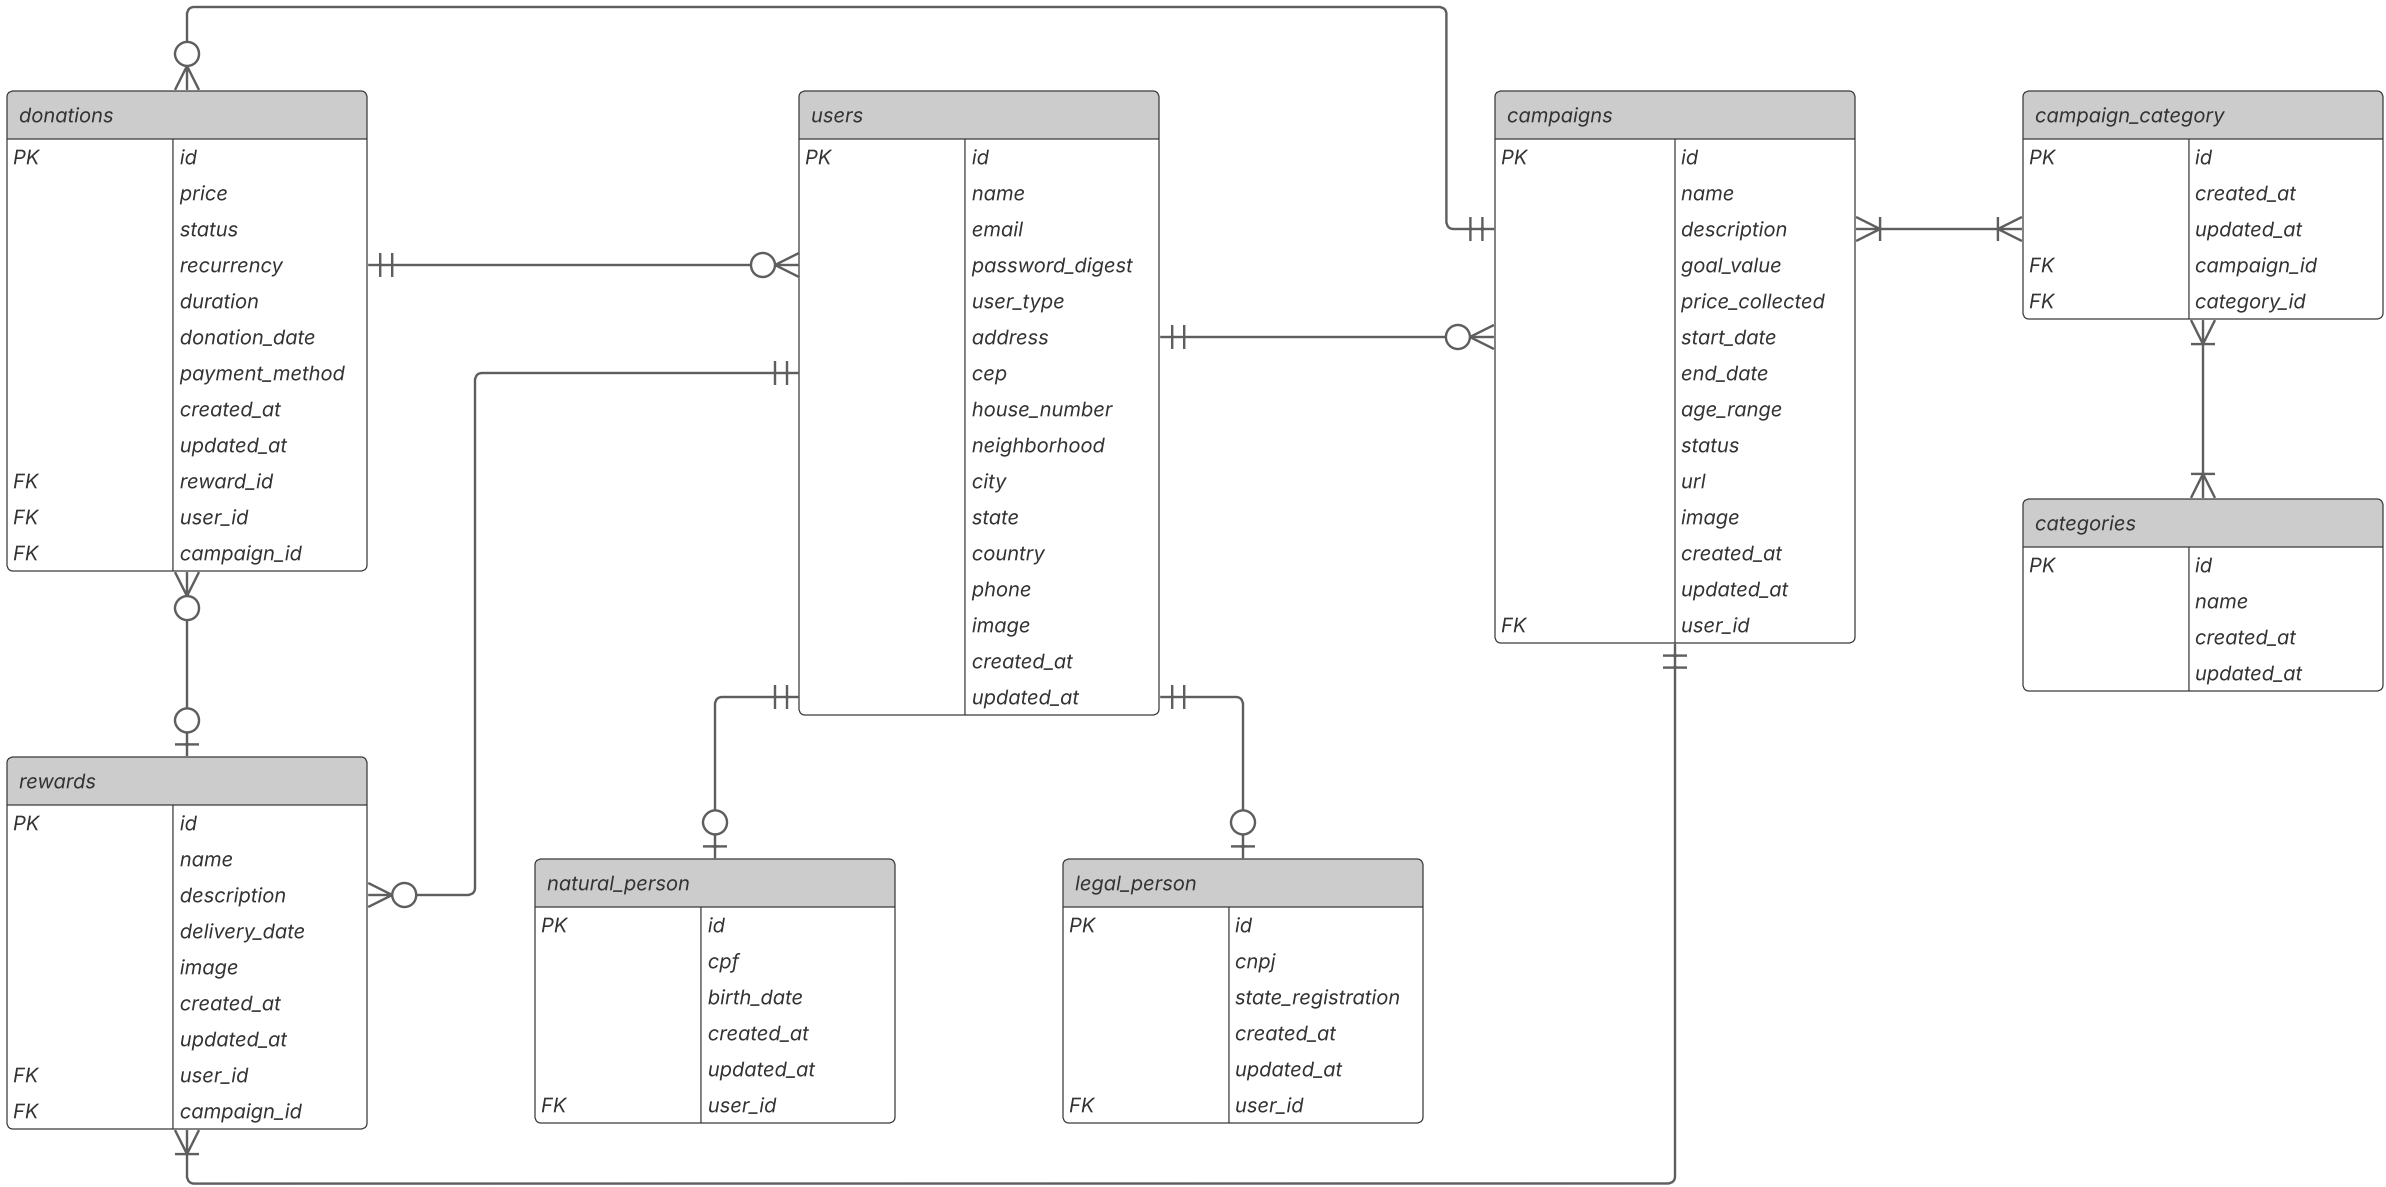 donations
PK id
price
status
recurrency
duration
donation_date
payment_method
created_at
updated_at
FK reward_id
FK user_id
FK campaign_id
users
PK id
name
email
password_digest
user_type
address
cep
house_number
neighborhood
city
state
country
phone
image
created_at
updated_at
campaigns
PK id
name
description
goal_value
price_collected
start_date
end_date
age_range
status
url
image
created_at
updated_at
FK user_id
campaign_category
PK id
created_at
updated_at
FK campaign_id
FK category_id
categories
PK id
name
created_at
updated_at
rewards
PK id
name
description
delivery_date
image
created_at
updated_at
FK user_id
FK campaign_id
natural_person
PK id
cpf
birth_date
created_at
updated_at
FK user_id
legal_person
PK id
cnpj
state_registration
created_at
updated_at
FK user_id